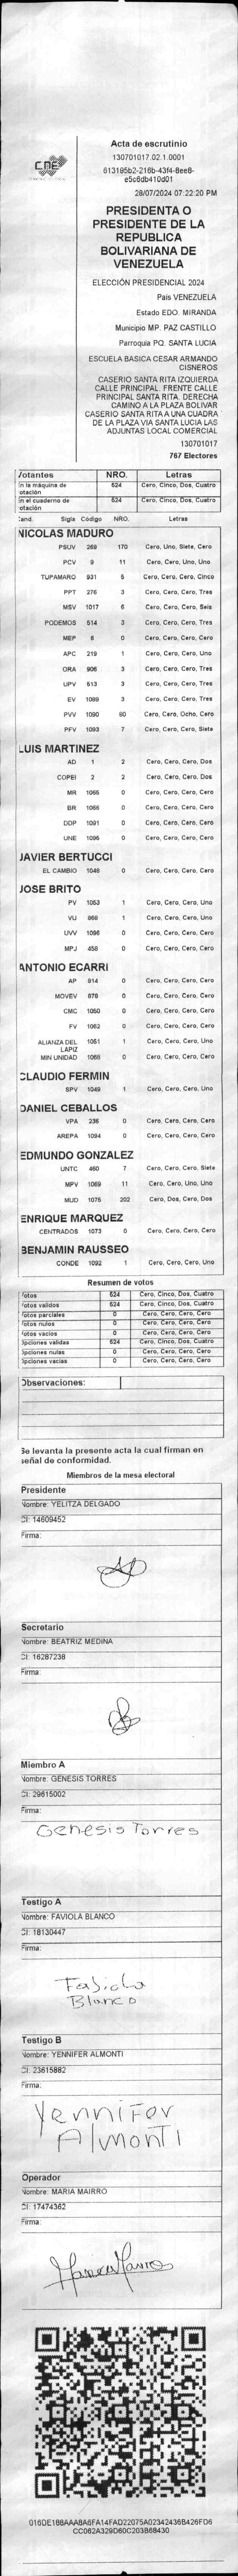 CNE
Acta de escrutinio
130701017.02.1.0001
613195b2-216b-43f4-8ee8-
e5c6db410d01
28/07/2024 07:22:20 PM
PRESIDENTA O
PRESIDENTE DE LA
REPUBLICA
BOLIVARIANA DE
VENEZUELA
ELECCIÓN PRESIDENCIAL 2024
Pais VENEZUELA
Estado EDO. MIRANDA
Municipio MP. PAZ CASTILLO
Parroquia PQ. SANTA LUCIA
ESCUELA BASICA CESAR ARMANDO
CISNEROS
CASERIO SANTA RITA IZQUIERDA
CALLE PRINCIPAL. FRENTE CALLE
PRINCIPAL SANTA RITA. DERECHA
CAMINO A LA PLAZA BOLIVAR
CASERIO SANTA RITA A UNA CUADRA
DE LA PLAZA VIA SANTA LUCIA LAS
ADJUNTAS LOCAL COMERCIAL
130701017
767 Electores
Votantes NRO. Letras
En la máquina de
votación 524 Cero, Cinco, Dos, Cuatro
En el cuaderno de
votación 524 Cero, Cinco, Dos, Cuatro
Cand. Sigla Código NRO. Letras
NICOLAS MADURO
PSUV 269 170 Cero, Uno, Siete, Cero
PCV 9 11 Cero, Cero, Uno, Uno
TUPAMARO 931 5 Cero, Cero, Cero, Cinco
PPT 276 3 Cero, Cero, Cero, Tres
MSV 1017 6 Cero, Cero, Cero, Seis
PODEMOS 514 3 Cero, Cero, Cero, Tres
MEP 6 0 Cero, Cero, Cero, Cero
APC 219 1 Cero, Cero, Cero, Uno
ORA 906 3 Cero, Cero, Cero, Tres
UPV 513 3 Cero, Cero, Cero, Tres
EV 1089 3 Cero, Cero, Cero, Tres
PVV 1090 80 Cero, Cero, Ocho, Cero
PFV 1093 7 Cero, Cero, Cero, Siete
LUIS MARTINEZ
AD 1 2 Cero, Cero, Cero, Dos
COPEI 2 2 Cero, Cero, Cero, Dos
MR 1065 0 Cero, Cero, Cero, Cero
BR 1066 0 Cero, Cero, Cero, Cero
DDP 1091 0 Cero, Cero, Cero, Cero
UNE 1095 0 Cero, Cero, Cero, Cero
JAVIER BERTUCCI
EL CAMBIO 1048 0 Cero, Cero, Cero, Cero
JOSE BRITO
PV 1053 1 Cero, Cero, Cero, Uno
VU 868 1 Cero, Cero, Cero, Uno
UVV 1096 0 Cero, Cero, Cero, Cero
MPJ 458 0 Cero, Cero, Cero, Cero
ANTONIO ECARRI
AP 914 0 Cero, Cero, Cero, Cero
MOVEV 878 0 Cero, Cero, Cero, Cero
CMC 1050 0 Cero, Cero, Cero, Cero
FV 1062 0 Cero, Cero, Cero, Cero
ALIANZA DEL
LAPIZ 1051 1 Cero, Cero, Cero, Uno
MIN UNIDAD 1088 0 Cero, Cero, Cero, Cero
CLAUDIO FERMIN
SPV 1049 1 Cero, Cero, Cero, Uno
DANIEL CEBALLOS
VPA 236 0 Cero, Cero, Cero, Cero
AREPA 1094 0 Cero, Cero, Cero, Cero
EDMUNDO GONZALEZ
UNTC 460 7 Cero, Cero, Cero, Siete
MPV 1069 11 Cero, Cero, Uno, Uno
MUD 1075 202 Cero, Dos, Cero, Dos
ENRIQUE MARQUEZ
CENTRADOS 1073 0 Cero, Cero, Cero, Cero
BENJAMIN RAUSSEO
CONDE 1092 1 Cero, Cero, Cero, Uno
Resumen de votos
Votos 524 Cero, Cinco, Dos, Cuatro
Votos validos 524 Cero, Cinco, Dos, Cuatro
Votos parciales 0 Cero, Cero, Cero, Cero
Votos nulos 0 Cero, Cero, Cero, Cero
Votos vacios 0 Cero, Cero, Cero, Cero
Opciones validas 524 Cero, Cinco, Dos, Cuatro
Opciones nulas 0 Cero, Cero, Cero, Cero
Opciones vacias 0 Cero, Cero, Cero, Cero
Observaciones:
Se levanta la presente acta la cual firman en
señal de conformidad.
Miembros de la mesa electoral
Presidente
Nombre: YELITZA DELGADO
CI: 14609452
Firma:
Secretario
Nombre: BEATRIZ MEDINA
CI: 16287238
Firma:
Miembro A
Nombre: GENESIS TORRES
CI: 29615002
Firma:
Genesis Torres
Testigo A
Nombre: FAVIOLA BLANCO
CI: 18130447
Firma:
Fabiola
Blanco
Testigo B
Nombre: YENNIFER ALMONTI
CI: 23615882
Firma:
Yennifer
Almonti
Operador
Nombre: MARIA MAIRRO
CI: 17474362
Firma:
016DE188AAA8A6FA14FAD22075A02342436B426FD6
CC062A329D60C203B68430